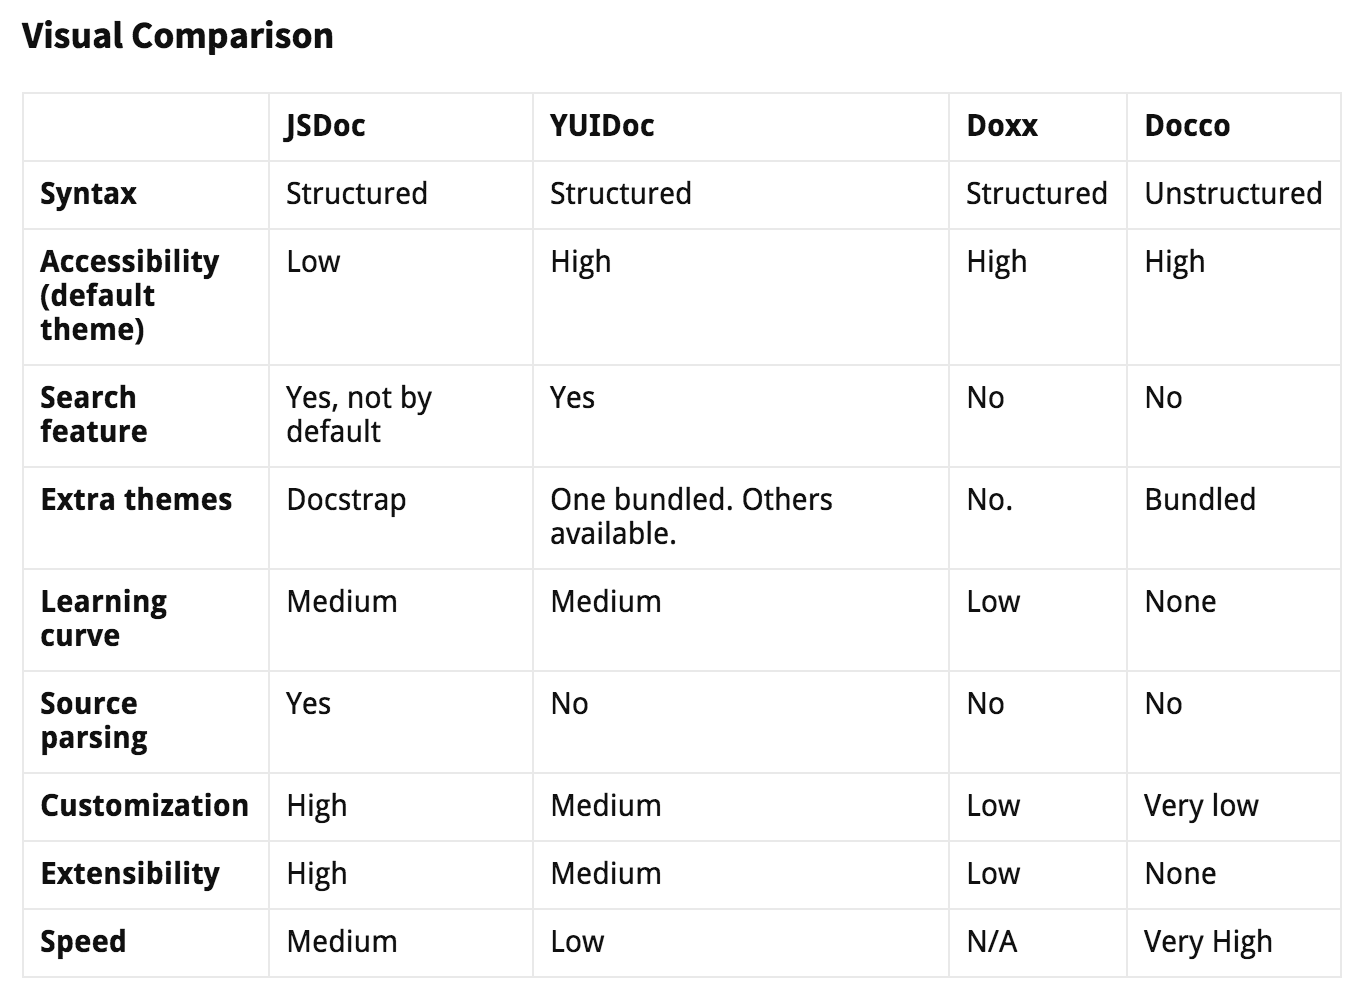 Visual Comparison
JSDoc YUIDoc Doxx Docco
Syntax Structured Structured Structured Unstructured
Accessibility (default theme) Low High High High
Search feature Yes, not by default Yes No No
Extra themes Docstrap One bundled. Others available. No. Bundled
Learning curve Medium Medium Low None
Source parsing Yes No No No
Customization High Medium Low Very low
Extensibility High Medium Low None
Speed Medium Low N/A Very High